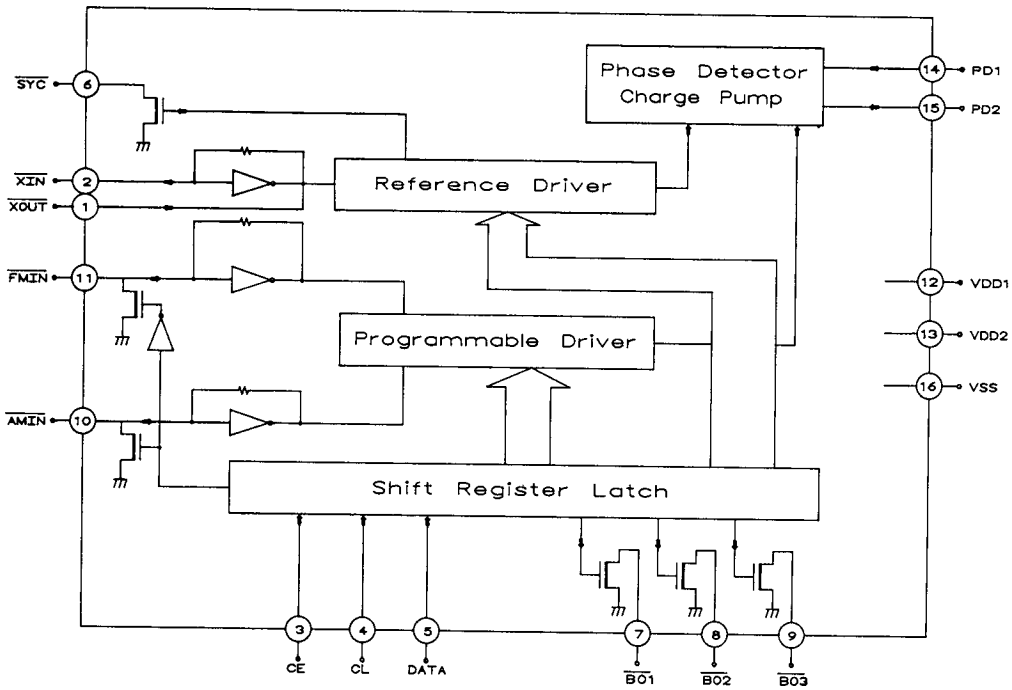 SYC
6
Phase Detector
Charge Pump
14
PD1
15
PD2
XIN
2
XOUT
1
Reference Driver
FMIN
11
12
VDD1
Programmable Driver
13
VDD2
16
VSS
AMIN
10
Shift Register Latch
3
4
5
7
8
9
CE
CL
DATA
BO1
BO2
BO3